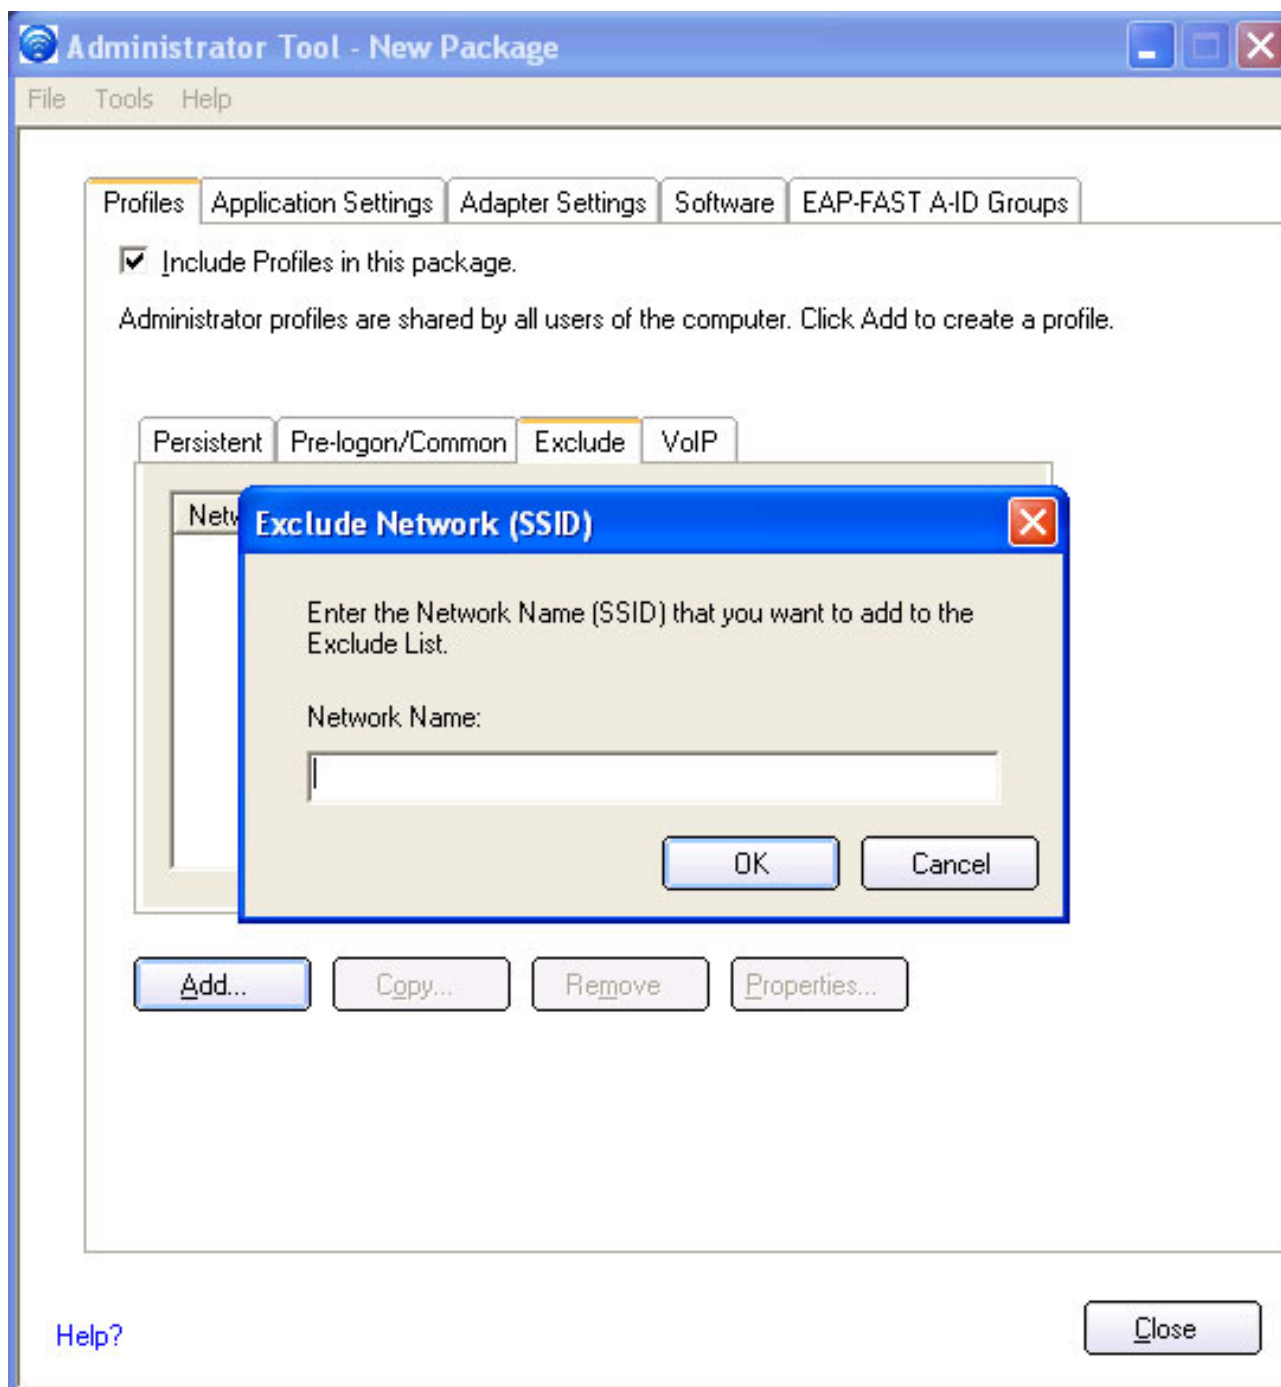 Administrator Tool - New Package
File Tools Help
Profiles Application Settings Adapter Settings Software EAP-FAST A-ID Groups
Include Profiles in this package.
Administrator profiles are shared by all users of the computer. Click Add to create a profile.
Persistent Pre-logon/Common Exclude VoIP
Netw
Exclude Network (SSID)
Enter the Network Name (SSID) that you want to add to the
Exclude List.
Network Name:
OK Cancel
Add... Copy... Remove Properties...
Help? Close